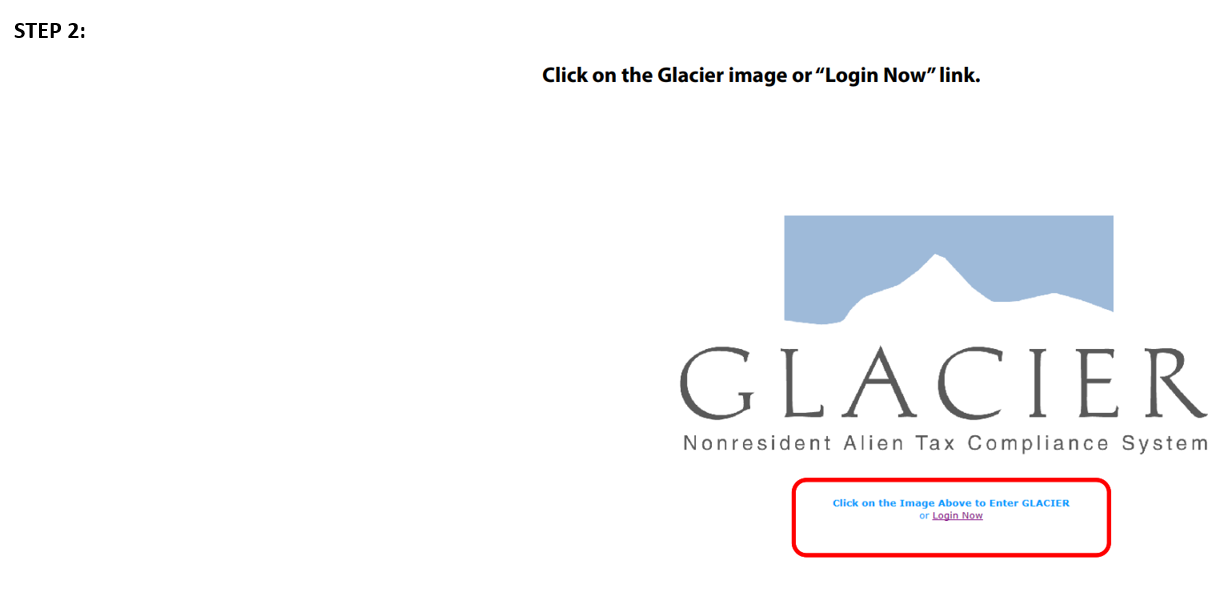 STEP 2:
Click on the Glacier image or “Login Now” link.
GLACIER
Nonresident Alien Tax Compliance System
Click on the Image Above to Enter GLACIER
or Login Now